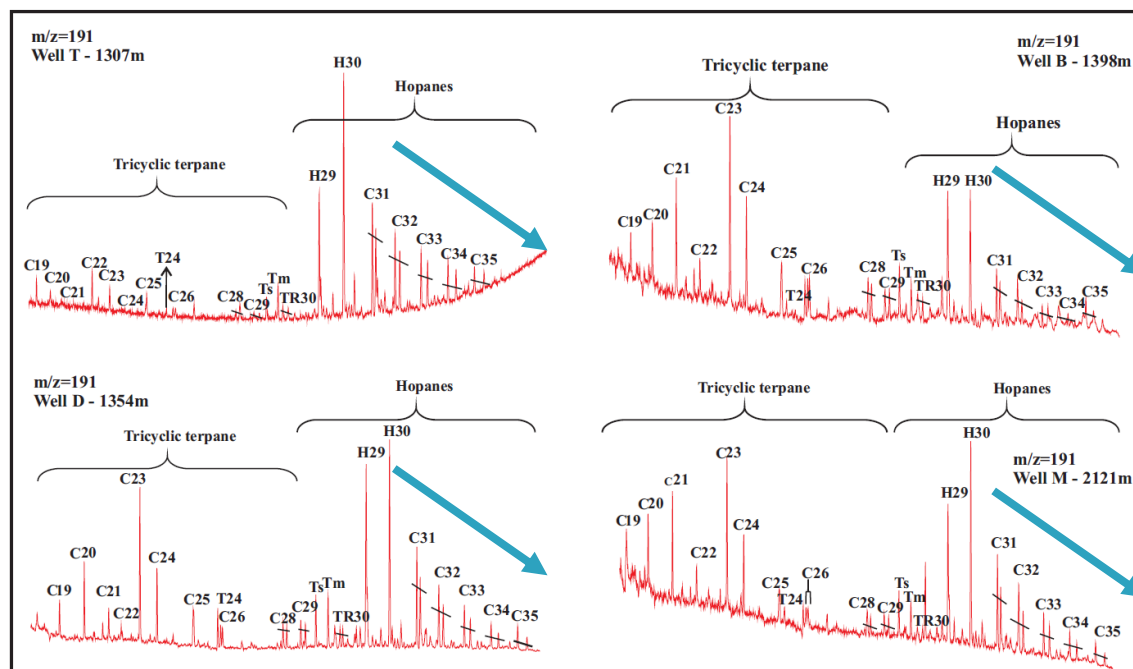 m/z=191
Well T - 1307m
H30
Hopanes
H29
Tricyclic terpane
C31
C32
C33
C34
C35
C19
C20
C21
C22
C23
C24
C25
T24
C26
C28
C29
Ts
Tm
TR30
m/z=191
Well B - 1398m
Tricyclic terpane
C23
Hopanes
C19
C20
C21
C22
C24
C25
T24
C26
C28
C29
Ts
Tm
TR30
H29
H30
C31
C32
C33
C34
C35
m/z=191
Well D - 1354m
Hopanes
Tricyclic terpane
C19
C20
C21
C22
C23
C24
C25
T24
C26
C28
C29
Ts
Tm
TR30
H29
H30
C31
C32
C33
C34
C35
Tricyclic terpane
Hopanes
m/z=191
Well M - 2121m
C19
C20
c21
C22
C23
C24
C25
T24
C26
C28
C29
Ts
Tm
TR30
H29
H30
C31
C32
C33
C34
C35